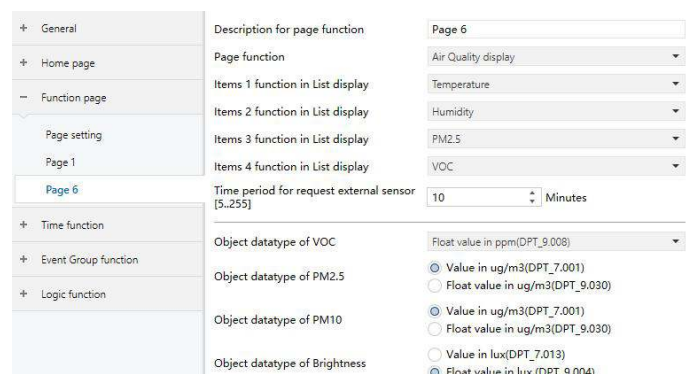 + General
+ Home page
− Function page
Page setting
Page 1
Page 6
+ Time function
+ Event Group function
+ Logic function
Description for page function Page 6
Page function Air Quality display
Items 1 function in List display Temperature
Items 2 function in List display Humidity
Items 3 function in List display PM2.5
Items 4 function in List display VOC
Time period for request external sensor
[5..255] 10 Minutes
Object datatype of VOC Float value in ppm(DPT_9.008)
Object datatype of PM2.5 Value in ug/m3(DPT_7.001)
Float value in ug/m3(DPT_9.030)
Object datatype of PM10 Value in ug/m3(DPT_7.001)
Float value in ug/m3(DPT_9.030)
Object datatype of Brightness Value in lux(DPT_7.013)
Float value in lux (DPT_9.004)